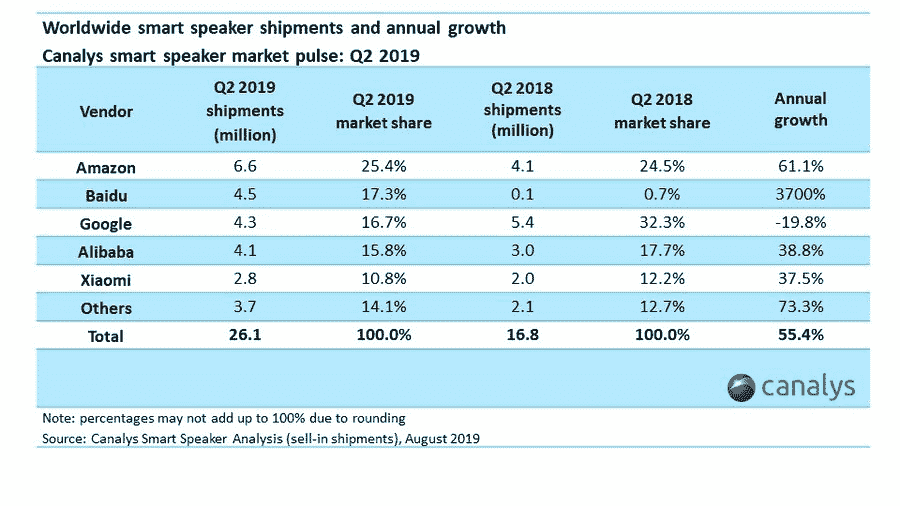 Worldwide smart speaker shipments and annual growth
Canalys smart speaker market pulse: Q2 2019
Vendor Q2 2019 shipments (million) Q2 2019 market share Q2 2018 shipments (million) Q2 2018 market share Annual growth
Amazon 6.6 25.4% 4.1 24.5% 61.1%
Baidu 4.5 17.3% 0.1 0.7% 3700%
Google 4.3 16.7% 5.4 32.3% -19.8%
Alibaba 4.1 15.8% 3.0 17.7% 38.8%
Xiaomi 2.8 10.8% 2.0 12.2% 37.5%
Others 3.7 14.1% 2.1 12.7% 73.3%
Total 26.1 100.0% 16.8 100.0% 55.4%
canalys
Note: percentages may not add up to 100% due to rounding
Source: Canalys Smart Speaker Analysis (sell-in shipments), August 2019